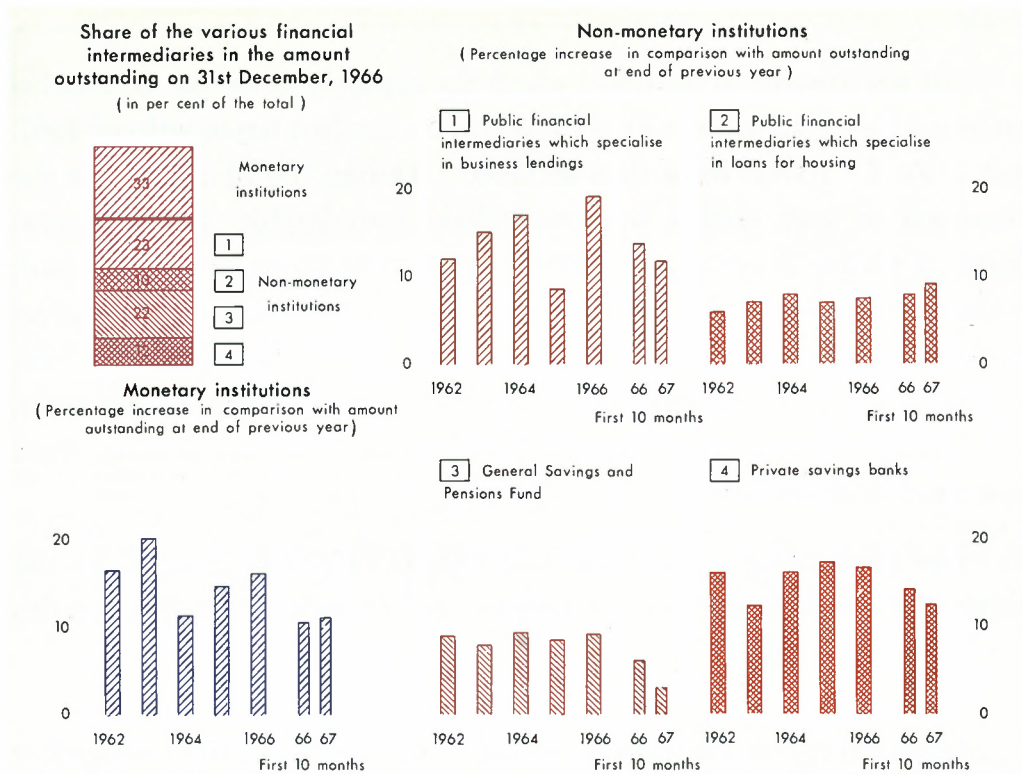 Share of the various financial
intermediaries in the amount
outstanding on 31st December, 1966
( in per cent of the total )
33
Monetary
institutions
23
1
10
2
Non-monetary
institutions
22
3
4
Non-monetary institutions
( Percentage increase in comparison with amount outstanding
at end of previous year )
1 Public financial
intermediaries which specialise
in business lendings
20
10
0
1962 1964 1966 66 67
First 10 months
2 Public financial
intermediaries which specialise
in loans for housing
20
10
0
1962 1964 1966 66 67
First 10 months
Monetary institutions
( Percentage increase in comparison with amount
outstanding at end of previous year )
20
10
0
1962 1964 1966 66 67
First 10 months
3 General Savings and
Pensions Fund
1962 1964 1966 66 67
First 10 months
4 Private savings banks
20
10
0
1962 1964 1966 66 67
First 10 months